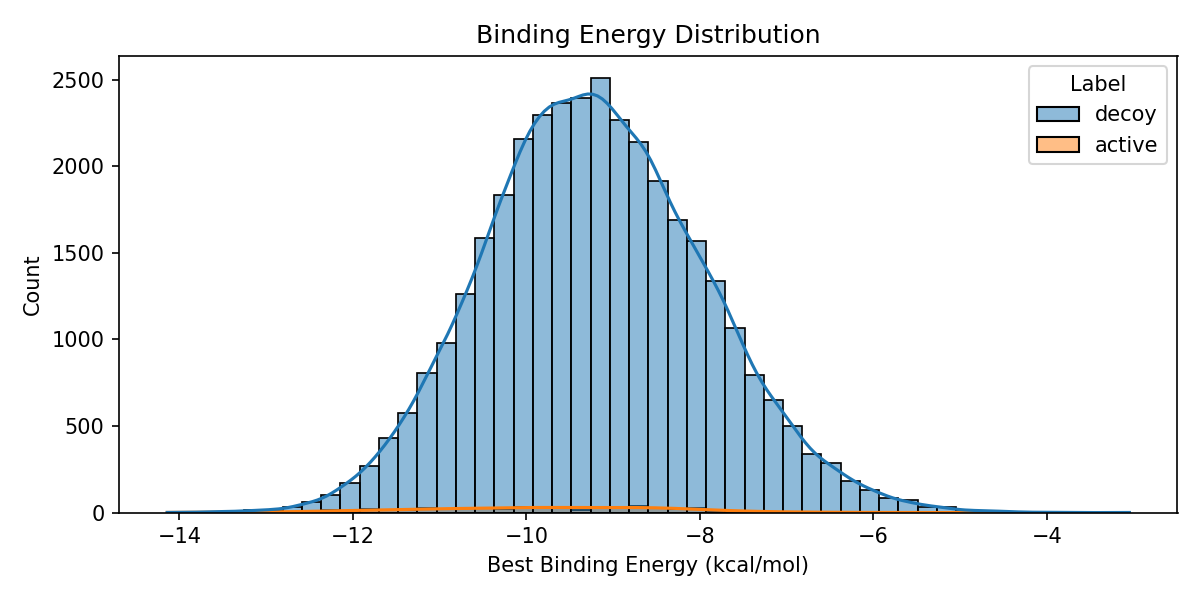 Binding Energy Distribution
Label
decoy
active
2500
2000
1500
1000
500
0
Count
−14
−12
−10
−8
−6
−4
Best Binding Energy (kcal/mol)